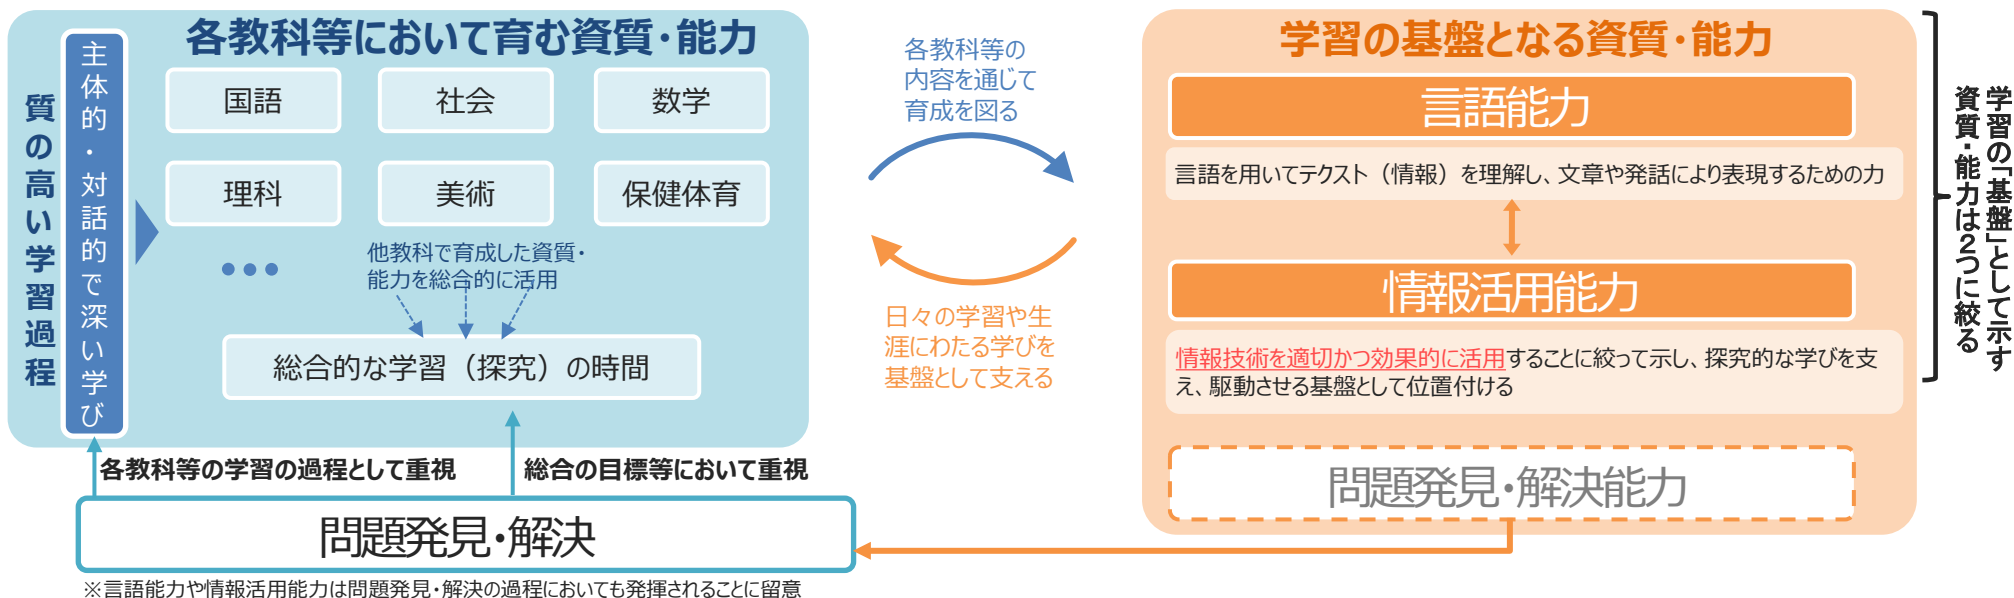 各教科等において育む資質・能力
質の高い学習過程
主体的・対話的で深い学び
国語
社会
数学
理科
美術
保健体育
他教科で育成した資質・
能力を総合的に活用
総合的な学習（探究）の時間
各教科等の学習の過程として重視
総合の目標等において重視
問題発見・解決
※言語能力や情報活用能力は問題発見・解決の過程においても発揮されることに留意
各教科等の
内容を通じて
育成を図る
日々の学習や生
涯にわたる学びを
基盤として支える
学習の基盤となる資質・能力
言語能力
言語を用いてテクスト（情報）を理解し、文章や発話により表現するための力
情報活用能力
情報技術を適切かつ効果的に活用することに絞って示し、探究的な学びを支
え、駆動させる基盤として位置付ける
問題発見・解決能力
学習の「基盤」として示す
資質・能力は２つに絞る